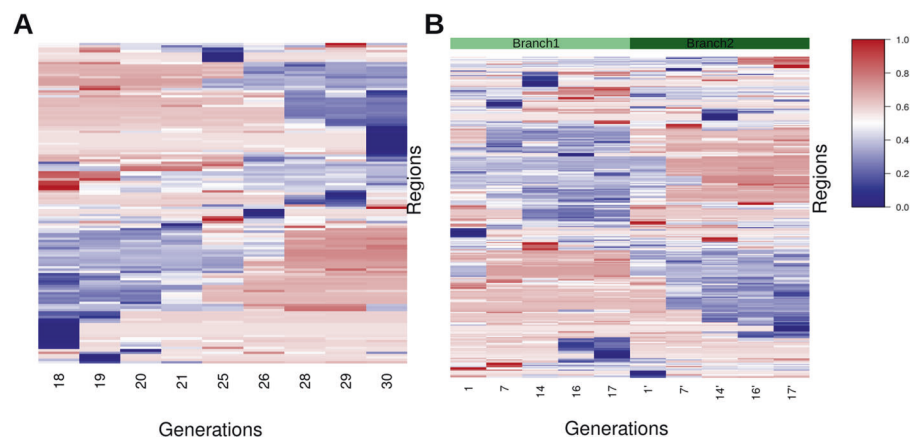 A
B
Branch1 Branch2
1.0
0.8
0.6
0.4
0.2
0.0
Regions
Regions
18 19 20 21 25 26 28 29 30
1 7 14 16 17 1' 7' 14' 16' 17'
Generations
Generations